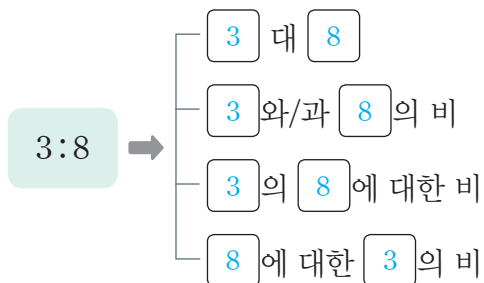 3 대 8
3와/과 8의 비
3:8
3의 8에 대한 비
8에 대한 3의 비